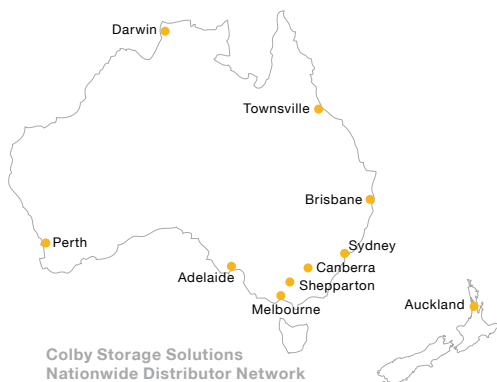 Darwin
Townsville
Brisbane
Perth
Sydney
Adelaide
Canberra
Shepparton
Melbourne
Auckland
Colby Storage Solutions
Nationwide Distributor Network